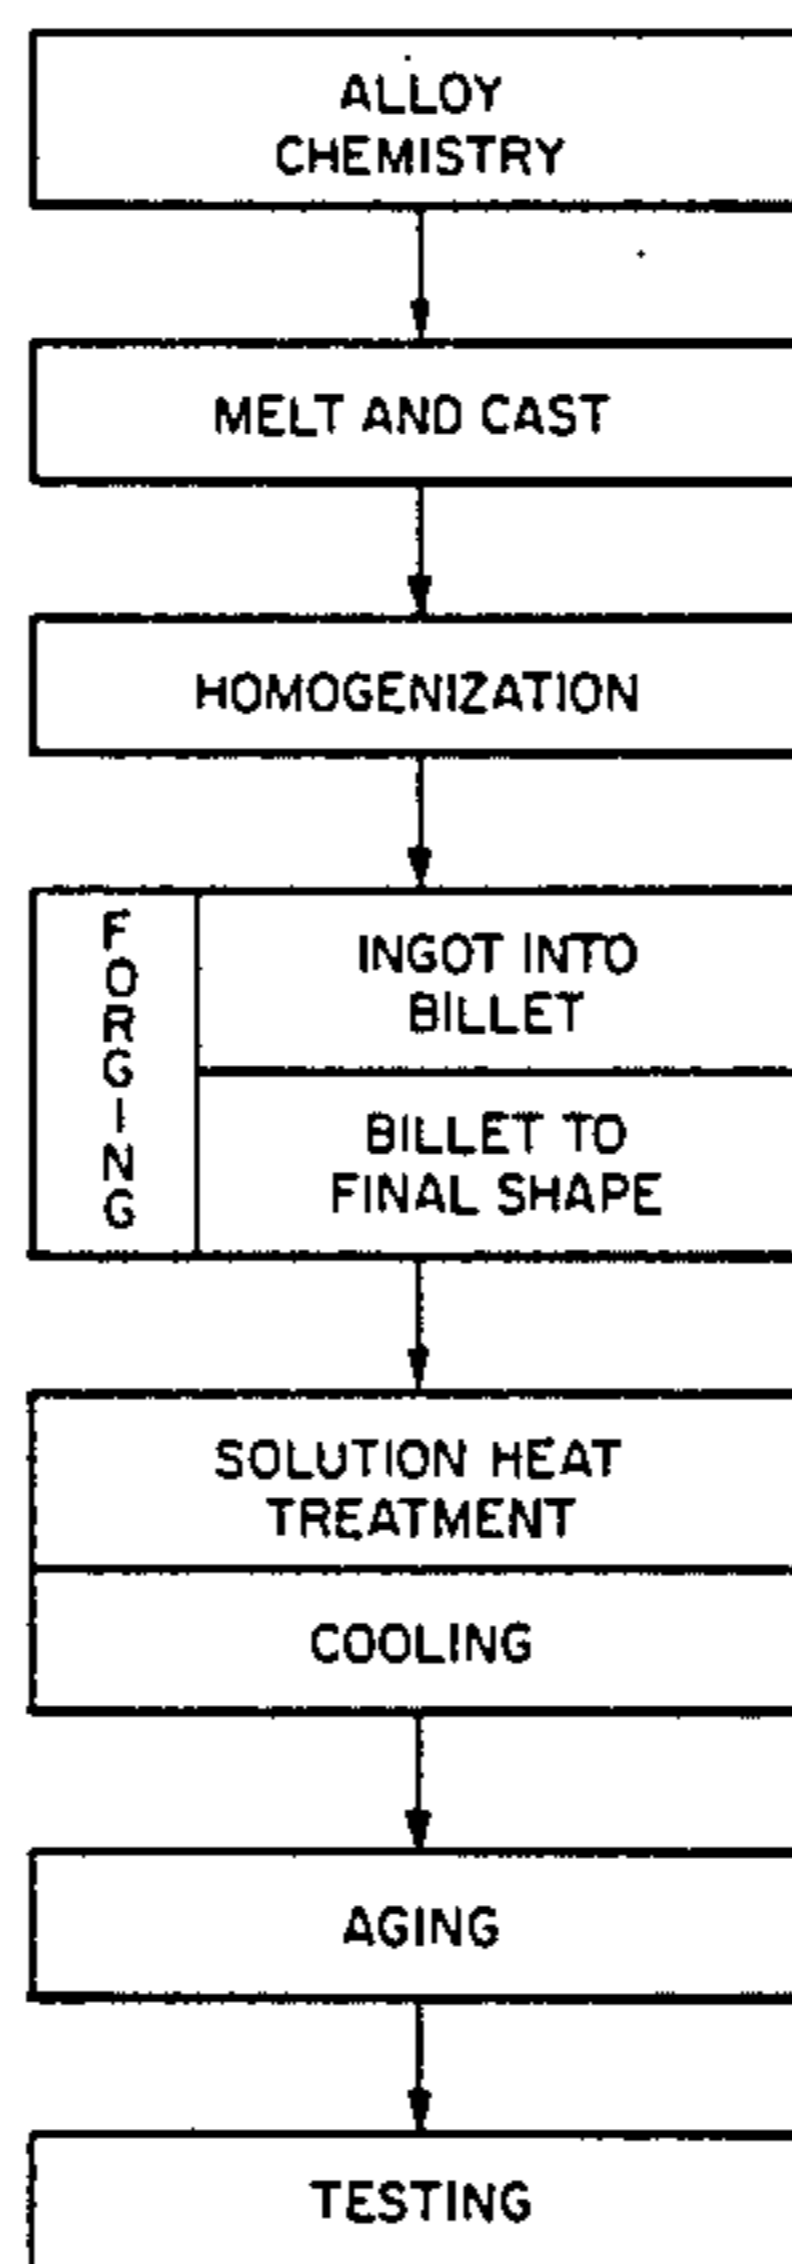 ALLOY
CHEMISTRY
MELT AND CAST
HOMOGENIZATION
FORGING
INGOT INTO
BILLET
BILLET TO
FINAL SHAPE
SOLUTION HEAT
TREATMENT
COOLING
AGING
TESTING